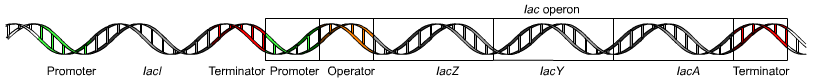 lac operon
Promoter lacI Terminator Promoter Operator lacZ lacY lacA Terminator